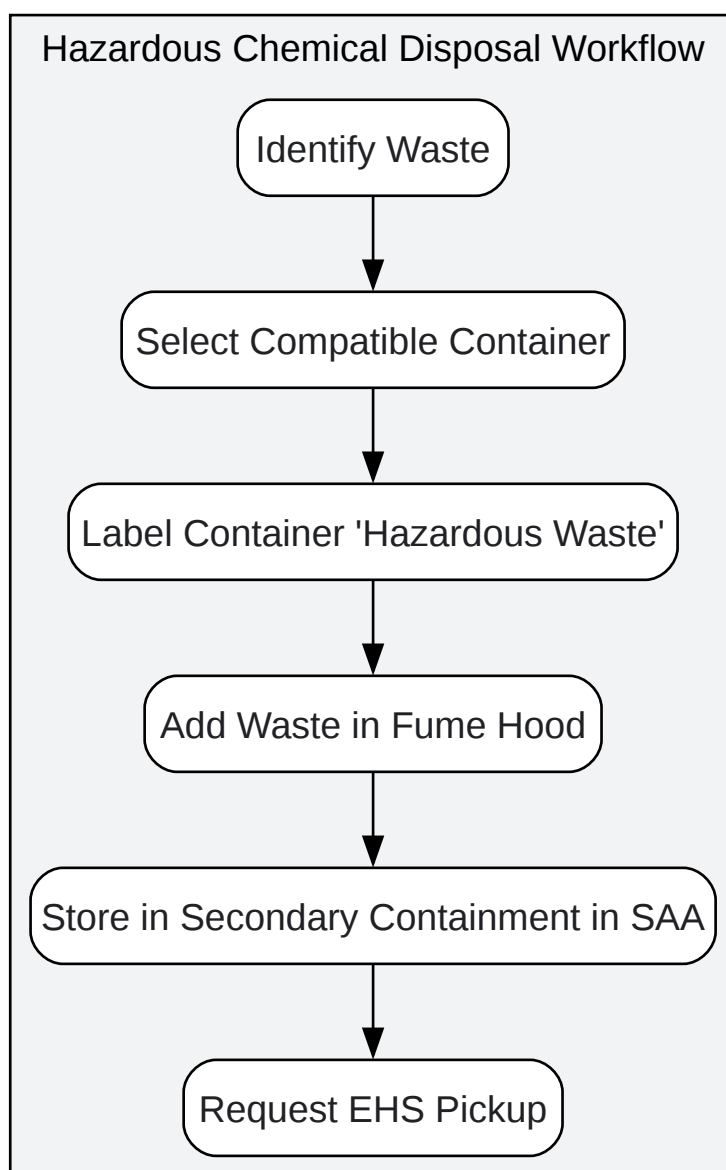 Hazardous Chemical Disposal Workflow
Identify Waste
Select Compatible Container
Label Container 'Hazardous Waste'
Add Waste in Fume Hood
Store in Secondary Containment in SAA
Request EHS Pickup